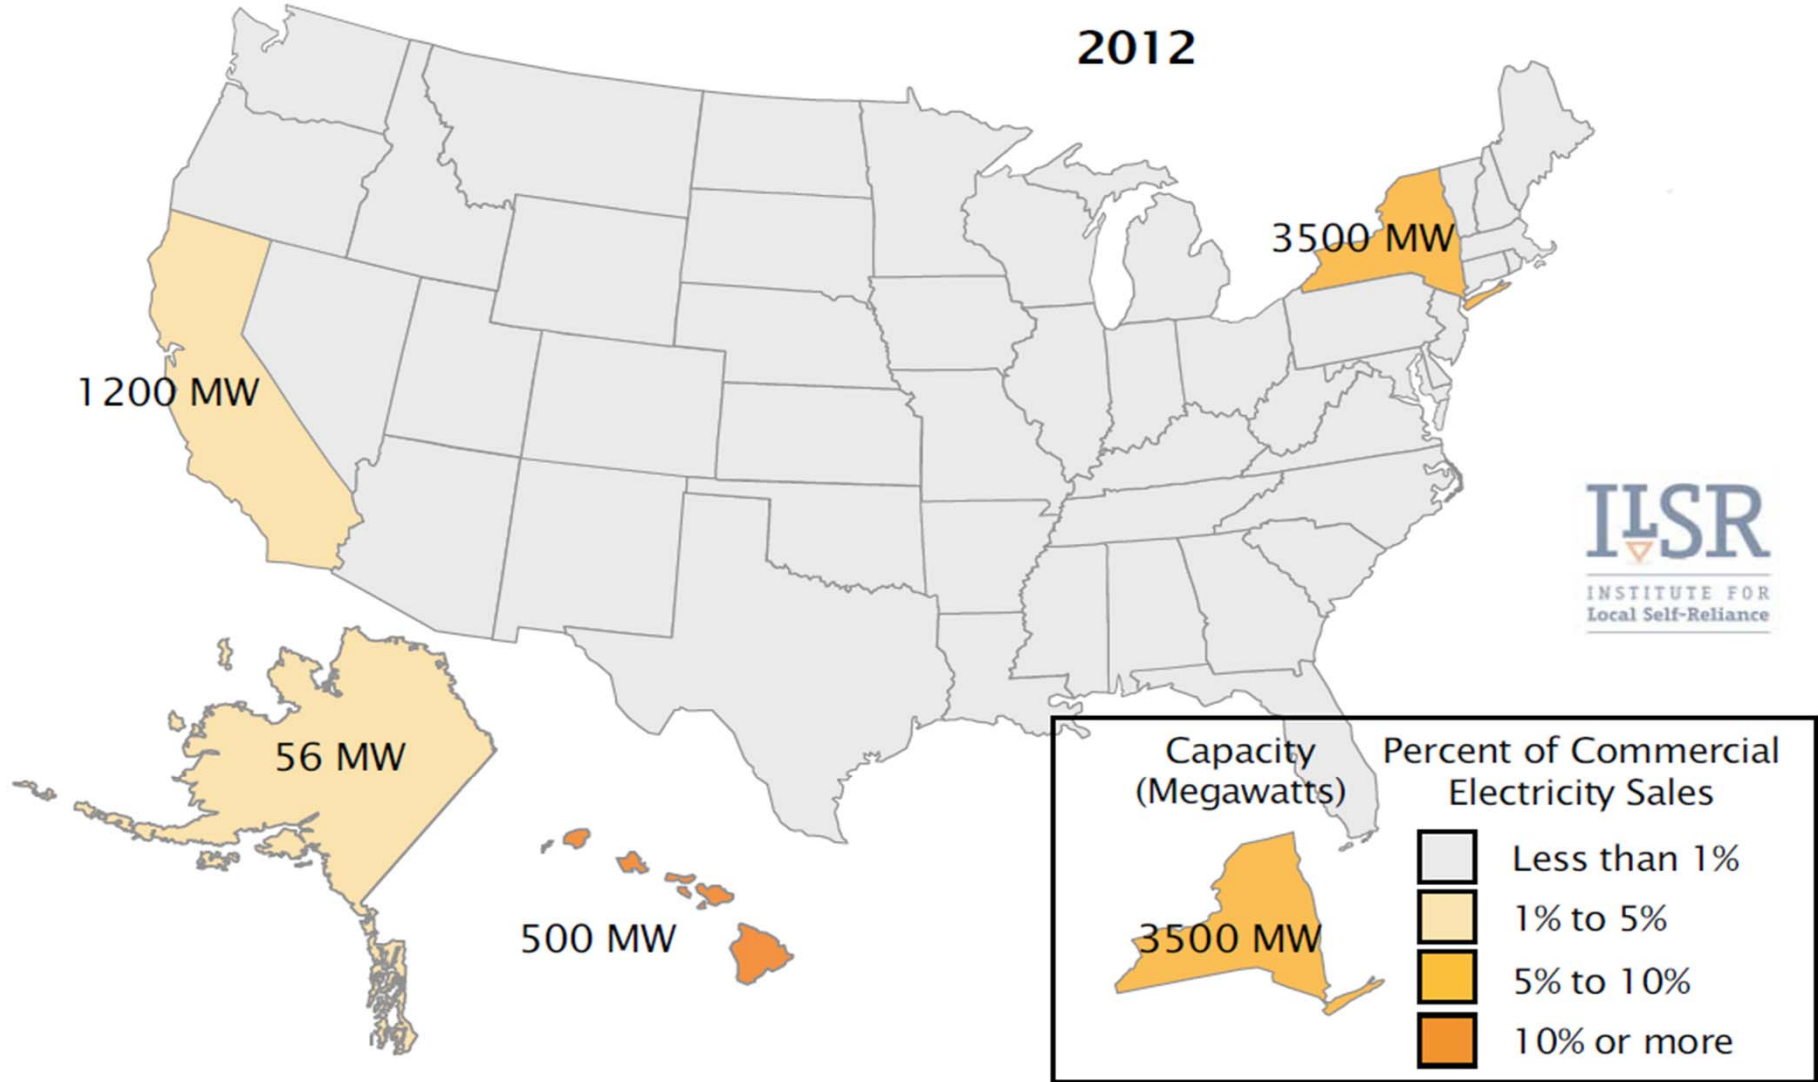 2012
3500 MW
1200 MW
ILSR
INSTITUTE FOR
Local Self-Reliance
56 MW
500 MW
Capacity
(Megawatts)
3500 MW
Percent of Commercial
Electricity Sales
Less than 1%
1% to 5%
5% to 10%
10% or more